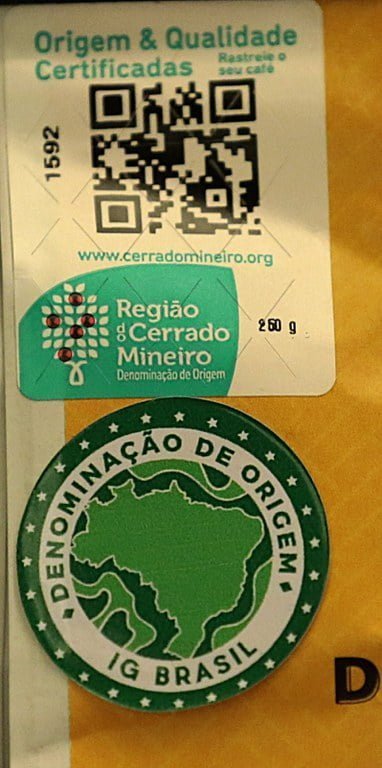 Origem & Qualidade
Certificadas
Rastreie o
seu café
1592
www.cerradomineiro.org
Região
do Cerrado
Mineiro
Denominação de Origem
250 g
DENOMINAÇÃO DE ORIGEM
IG BRASIL
D